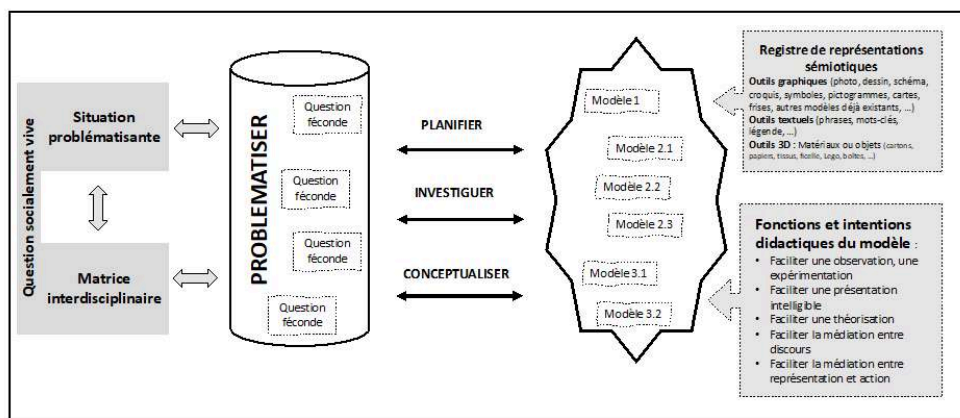 Question socialement vive
Situation
problématisante
Matrice
interdisciplinaire
PROBLEMATISER
Question
féconde
Question
féconde
Question
féconde
Question
féconde
PLANIFIER
INVESTIGUER
CONCEPTUALISER
Modèle 1
Modèle 2.1
Modèle 2.2
Modèle 2.3
Modèle 3.1
Modèle 3.2
Registre de représentations
sémiotiques
Outils graphiques (photo, dessin, schéma,
croquis, symboles, pictogrammes, cartes,
frises, autres modèles déjà existants, ...)
Outils textuels (phrases, mots-clés,
légende, ...)
Outils 3D : Matériaux ou objets (cartons,
papiers, tissus, ficelle, Lego, boîtes, ...)
Fonctions et intentions
didactiques du modèle :
• Faciliter une observation, une
expérimentation
• Faciliter une présentation
intelligible
• Faciliter une théorisation
• Faciliter la médiation entre
discours
• Faciliter la médiation entre
représentation et action